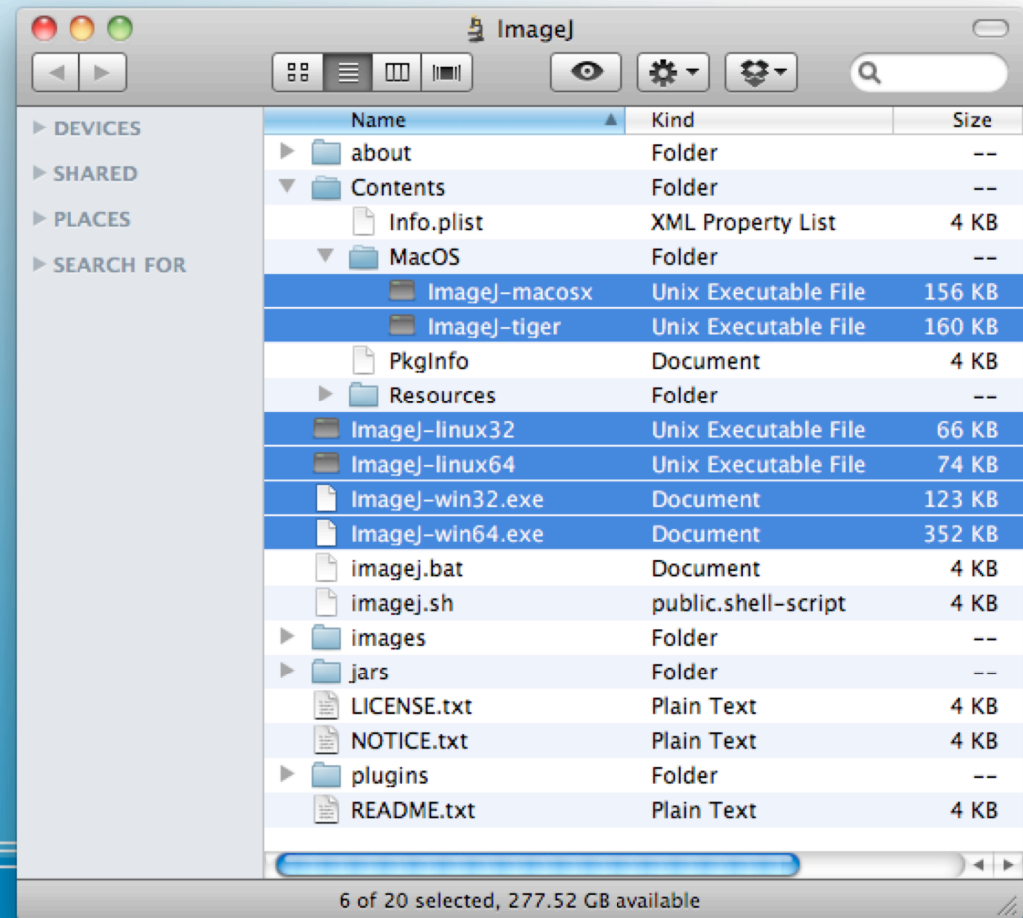 ImageJ
DEVICES
SHARED
PLACES
SEARCH FOR
Name Kind Size
about Folder --
Contents Folder --
Info.plist XML Property List 4 KB
MacOS Folder --
ImageJ-macosx Unix Executable File 156 KB
ImageJ-tiger Unix Executable File 160 KB
PkgInfo Document 4 KB
Resources Folder --
ImageJ-linux32 Unix Executable File 66 KB
ImageJ-linux64 Unix Executable File 74 KB
ImageJ-win32.exe Document 123 KB
ImageJ-win64.exe Document 352 KB
imagej.bat Document 4 KB
imagej.sh public.shell-script 4 KB
images Folder --
jars Folder --
LICENSE.txt Plain Text 4 KB
NOTICE.txt Plain Text 4 KB
plugins Folder --
README.txt Plain Text 4 KB
6 of 20 selected, 277.52 GB available